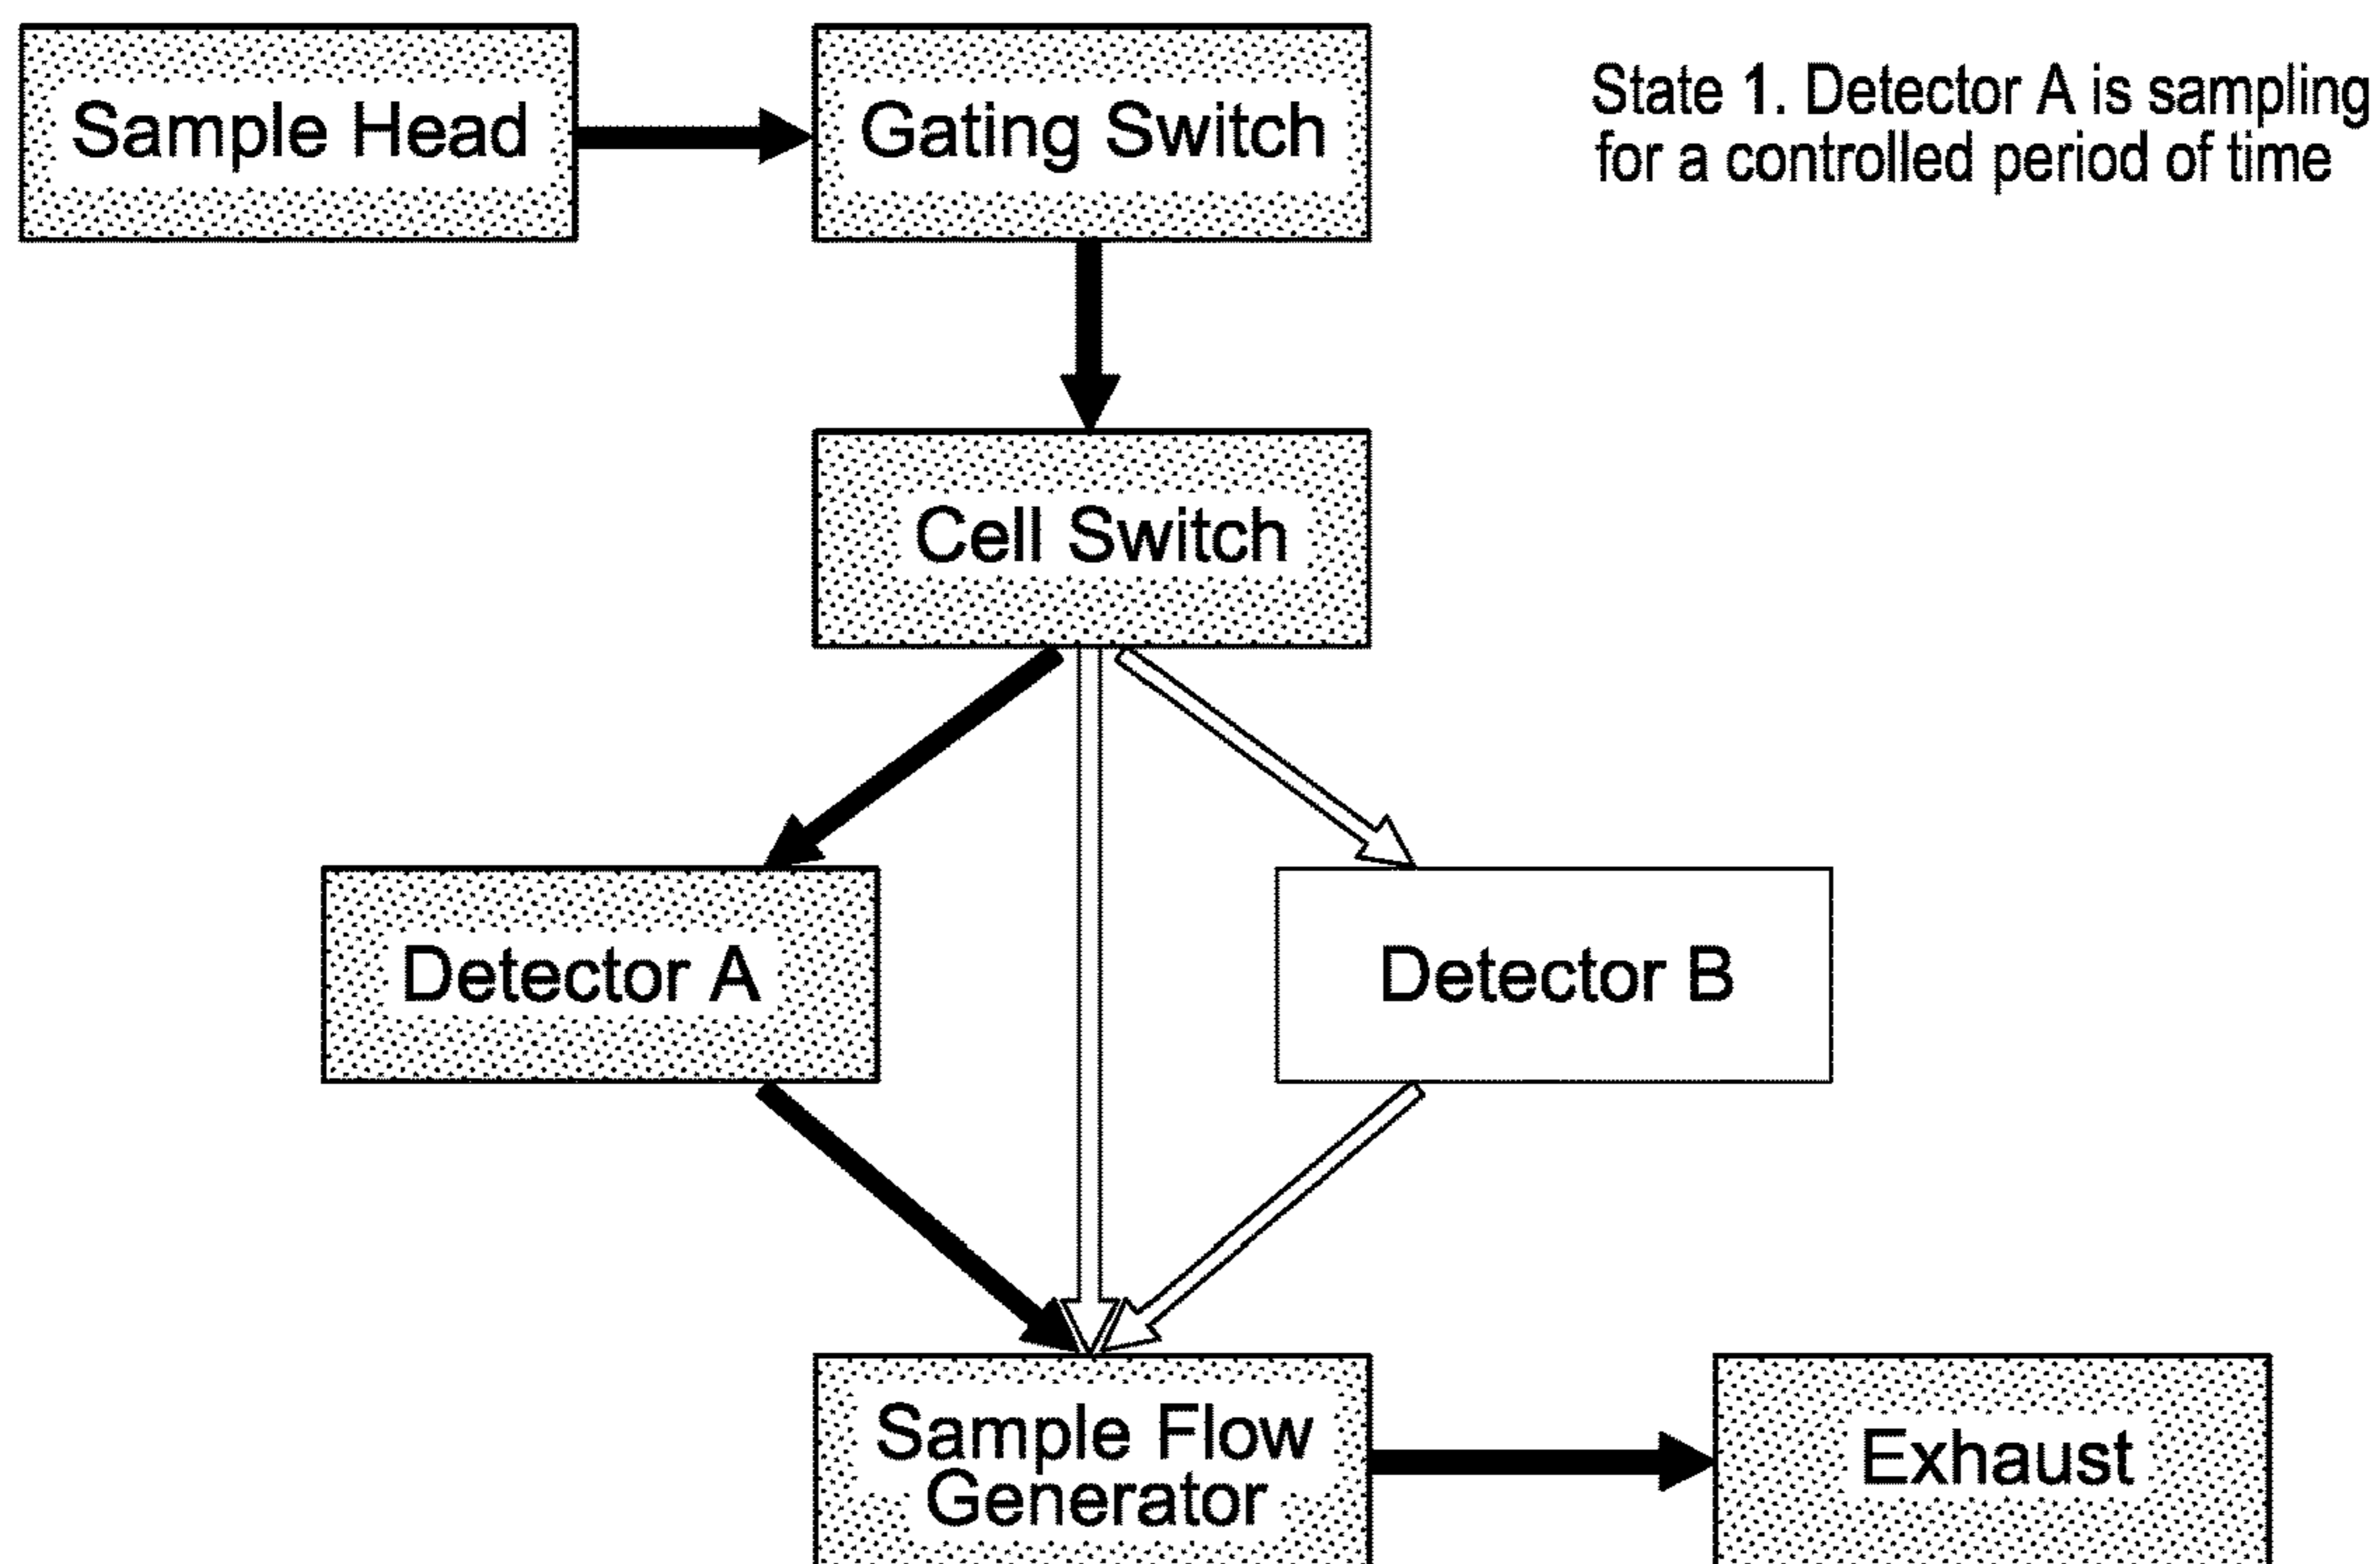 Sample Head
Gating Switch
State 1. Detector A is sampling
for a controlled period of time
Cell Switch
Detector A
Detector B
Sample Flow
Generator
Exhaust